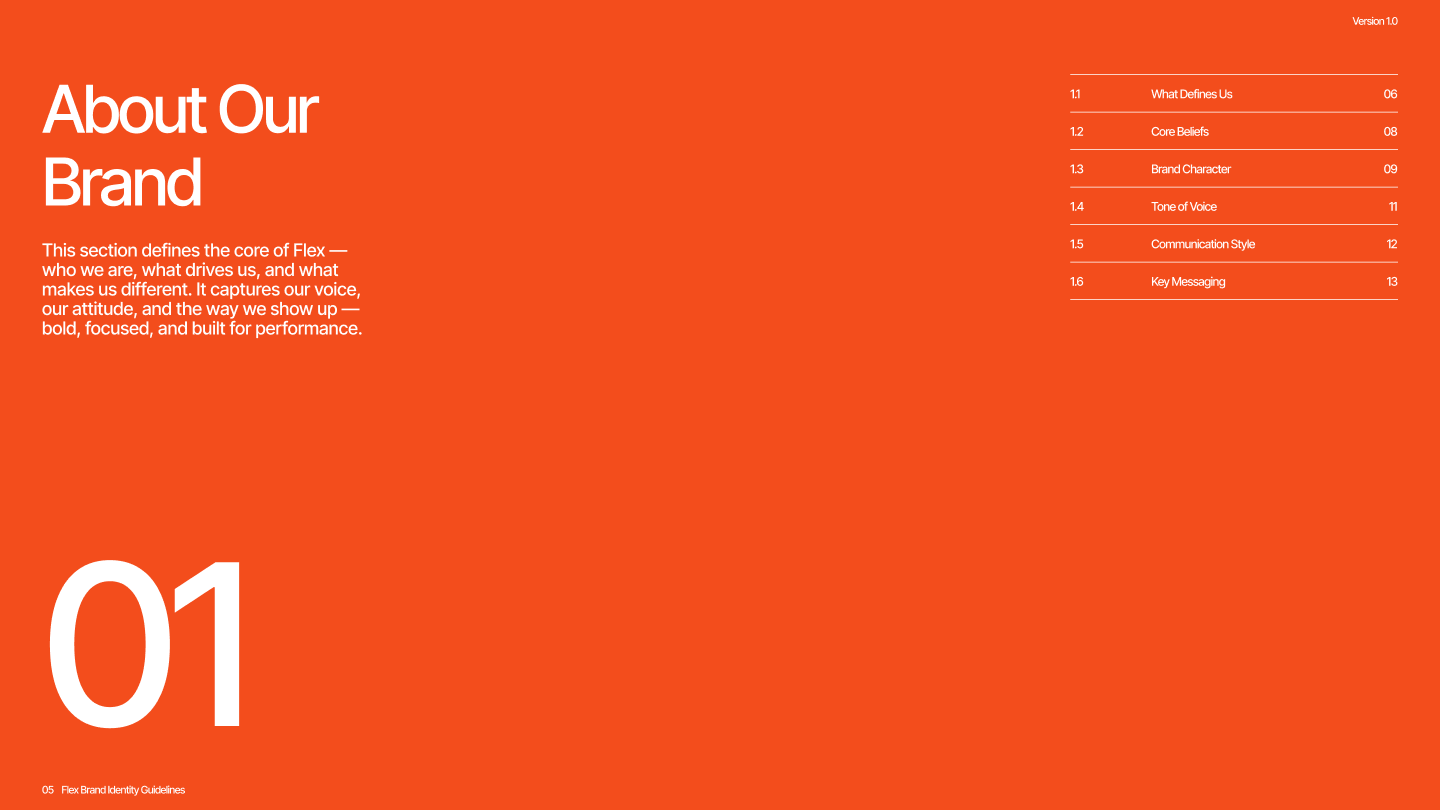 Version 1.0
About Our
Brand
This section defines the core of Flex —
who we are, what drives us, and what
makes us different. It captures our voice,
our attitude, and the way we show up —
bold, focused, and built for performance.
1.1 What Defines Us 06
1.2 Core Beliefs 08
1.3 Brand Character 09
1.4 Tone of Voice 11
1.5 Communication Style 12
1.6 Key Messaging 13
01
05 Flex Brand Identity Guidelines